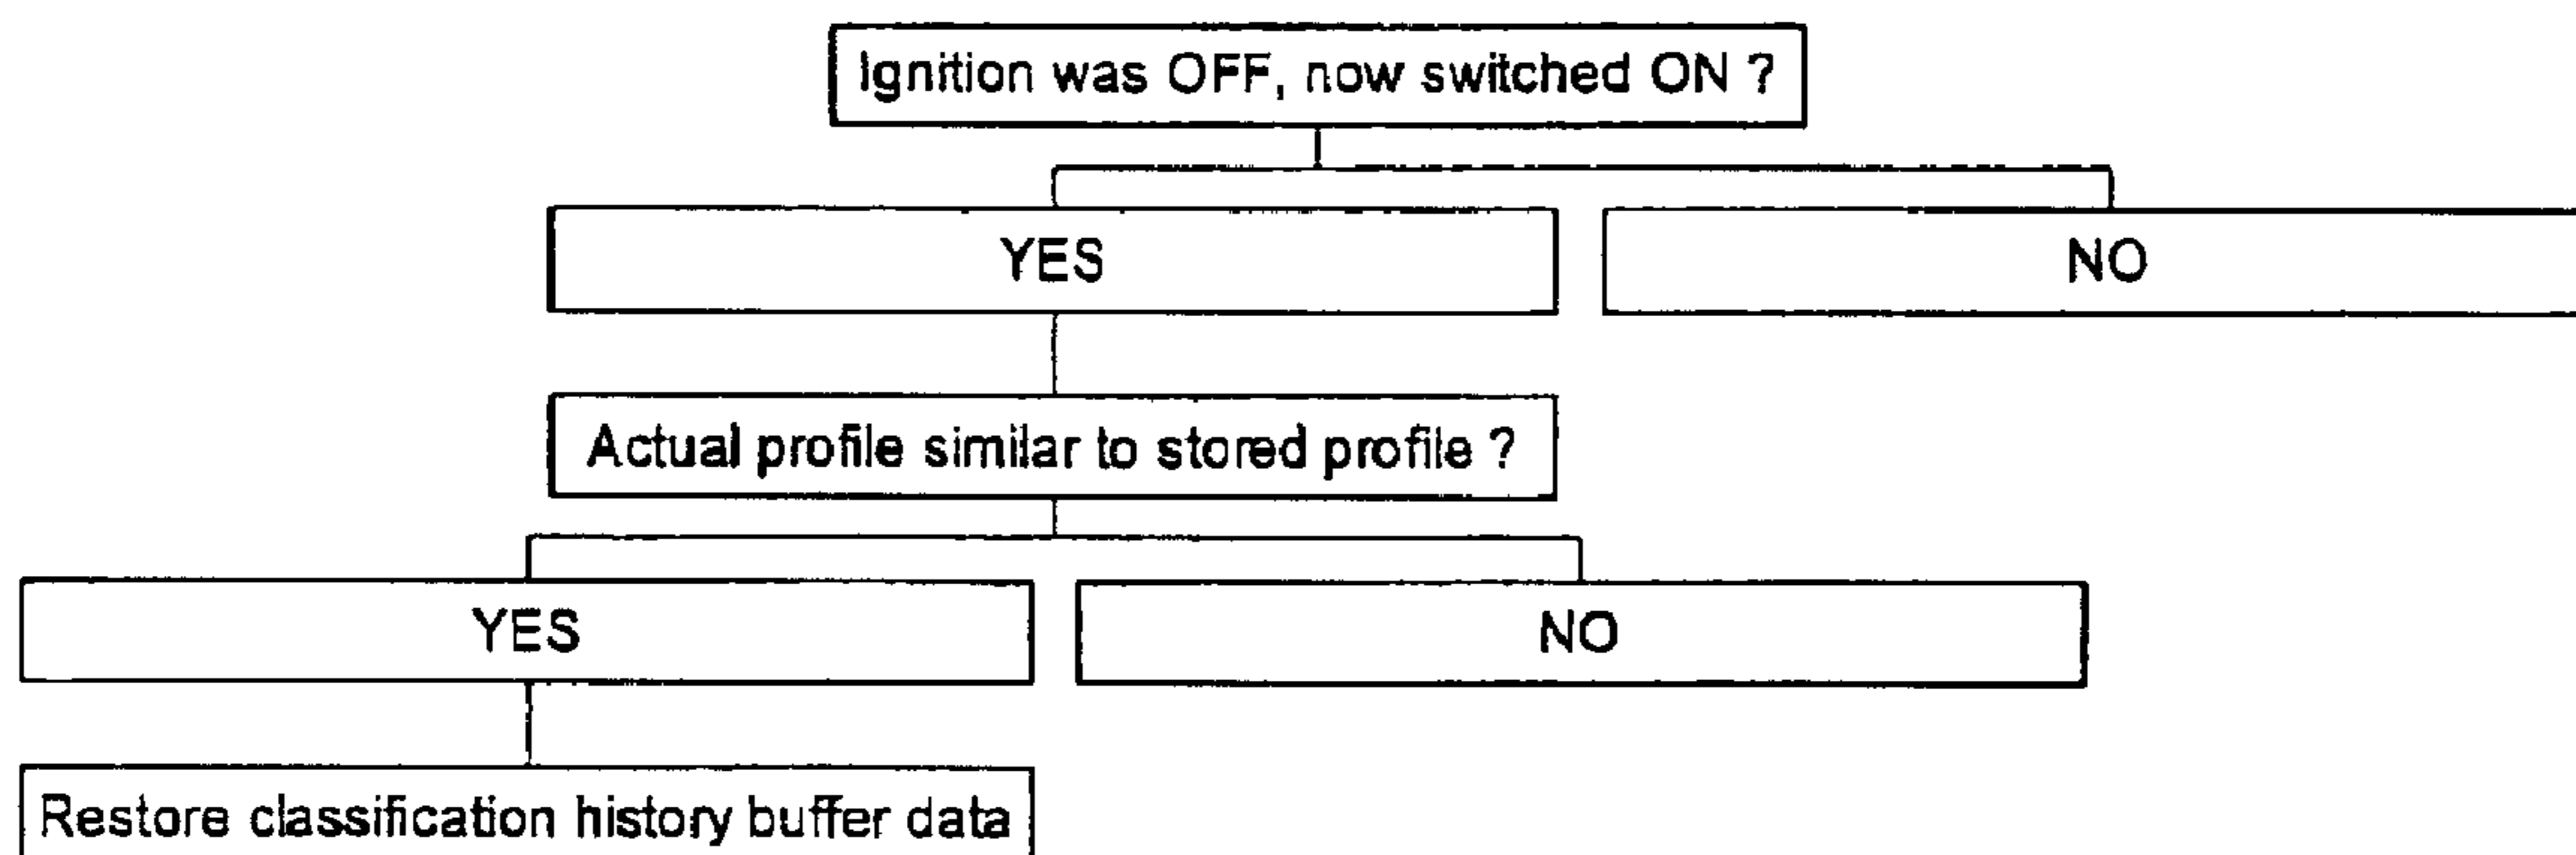 Ignition was OFF, now switched ON ?
YES
NO
Actual profile similar to stored profile ?
YES
NO
Restore classification history buffer data